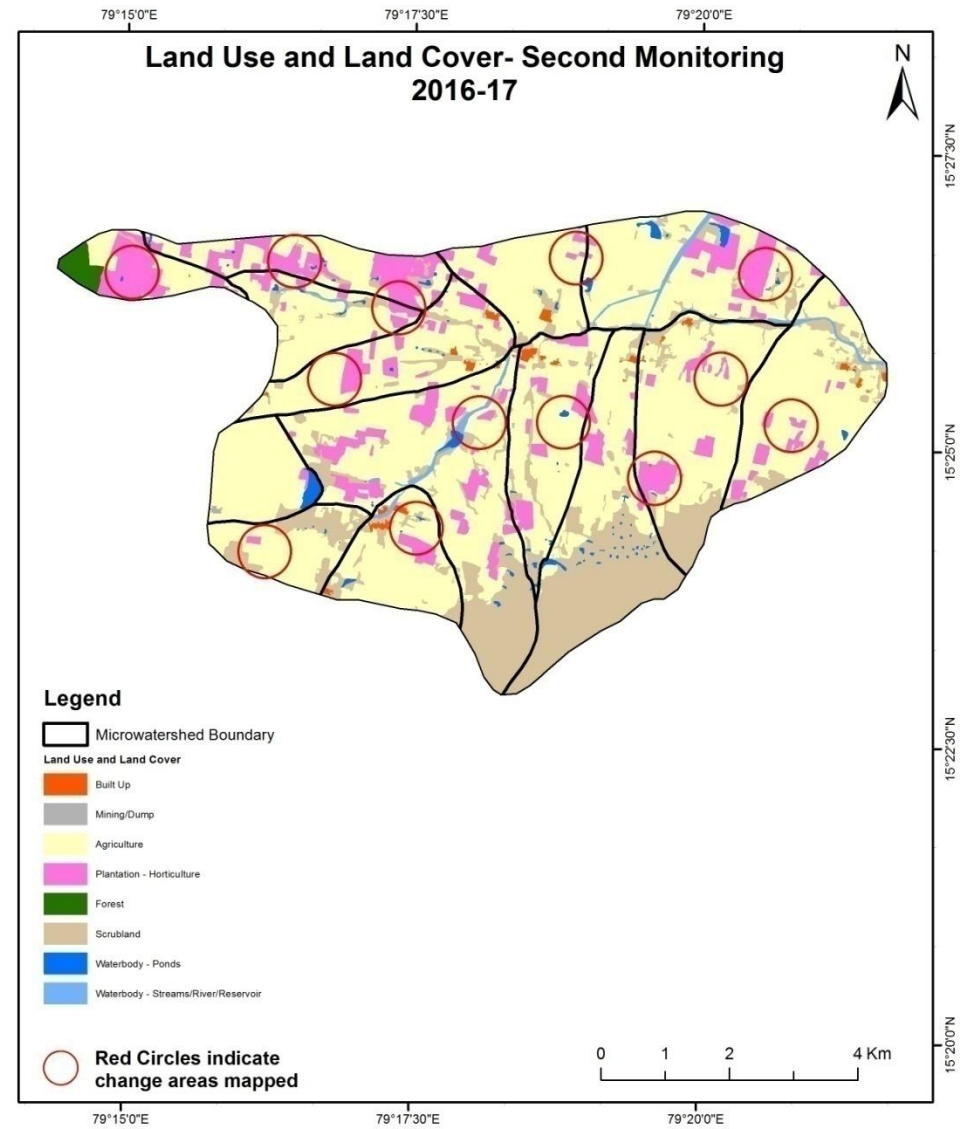 79°15'0"E 79°17'30"E 79°20'0"E
Land Use and Land Cover- Second Monitoring
2016-17
N
15°27'30"N
15°25'0"N
15°22'30"N
15°20'0"N
Legend
Microwatershed Boundary
Land Use and Land Cover
Built Up
Mining/Dump
Agriculture
Plantation - Horticulture
Forest
Scrubland
Waterbody - Ponds
Waterbody - Streams/River/Reservoir
Red Circles indicate
change areas mapped
0 1 2 4 Km
79°15'0"E 79°17'30"E 79°20'0"E